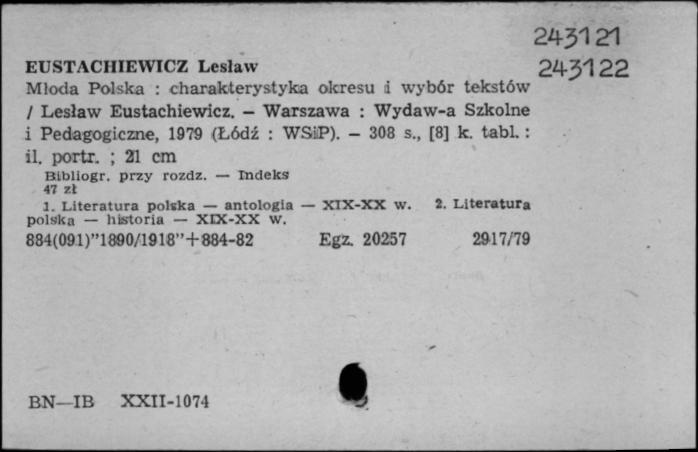 243121
243122
EUSTACHIEWICZ Lesław
Młoda Polska : charakterystyka okresu i wybór tekstów
/ Lesław Eustachiewicz. — Warszawa : Wydaw-a Szkolne
i Pedagogiczne, 1979 (Łódź : WSiP). — 308 s., [8] k. tabl. :
il. portr. ; 21 cm
Bibliogr. przy rozdz. — Indeks
47 zł
1. Literatura polska — antologia — XIX-XX w. 2. Literatura
polska — historia — XIX-XX w.
884(091)"1890/1918"+884-82 Egz. 20257 2917/79
BN—IB XXII-1074